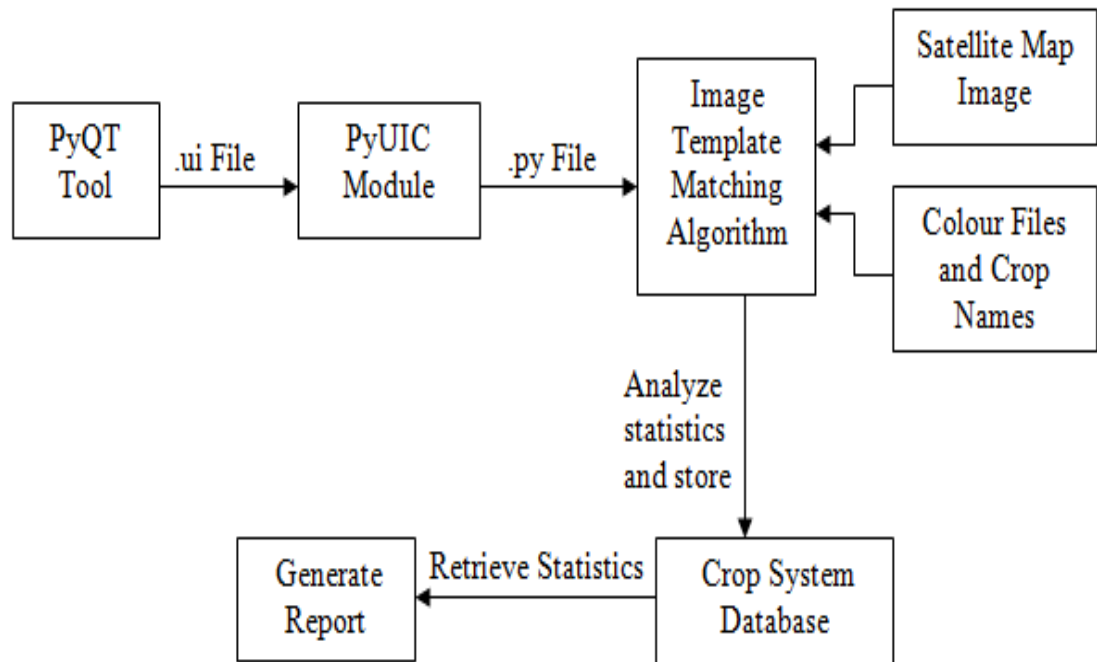 PyQT
Tool
.ui File
PyUIC
Module
.py File
Image
Template
Matching
Algorithm
Satellite Map
Image
Colour Files
and Crop
Names
Analyze
statistics
and store
Crop System
Database
Retrieve Statistics
Generate
Report